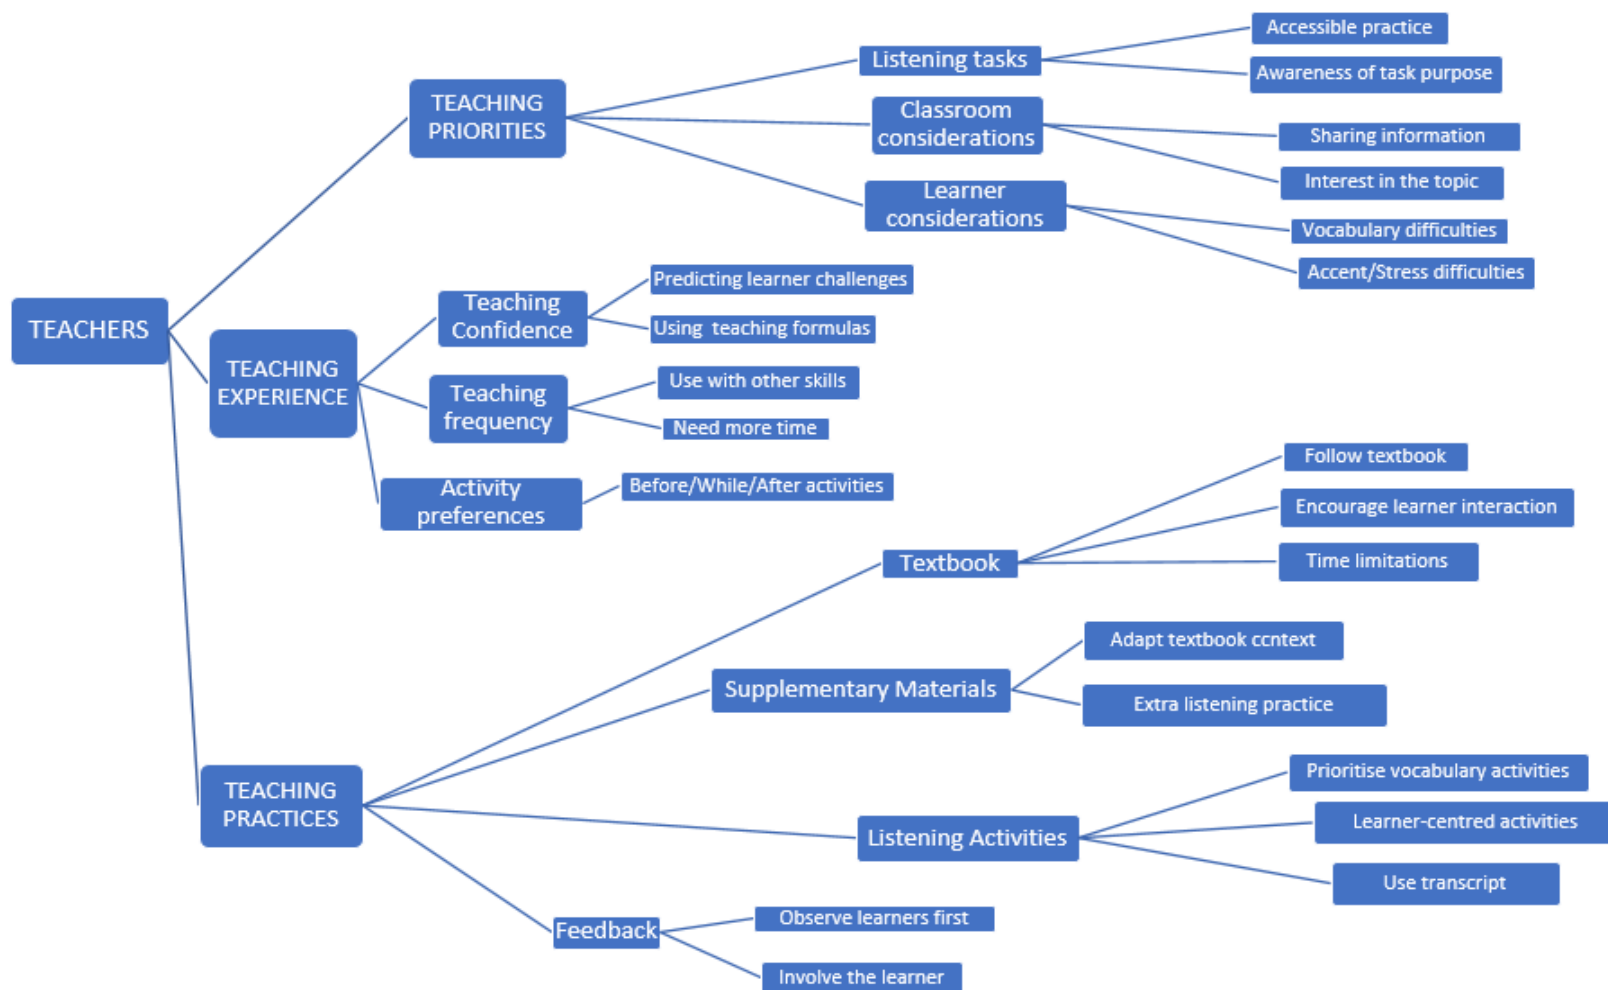 TEACHERS
TEACHING
PRIORITIES
Listening tasks
Accessible practice
Awareness of task purpose
Classroom
considerations
Sharing information
Interest in the topic
Learner
considerations
Vocabulary difficulties
Accent/Stress difficulties
TEACHING
EXPERIENCE
Teaching
Confidence
Predicting learner challenges
Using teaching formulas
Teaching
frequency
Use with other skills
Need more time
Activity
preferences
Before/While/After activities
TEACHING
PRACTICES
Textbook
Follow textbook
Encourage learner interaction
Time limitations
Supplementary Materials
Adapt textbook ccntext
Extra listening practice
Listening Activities
Prioritise vocabulary activities
Learner-centred activities
Use transcript
Feedback
Observe learners first
Involve the learner